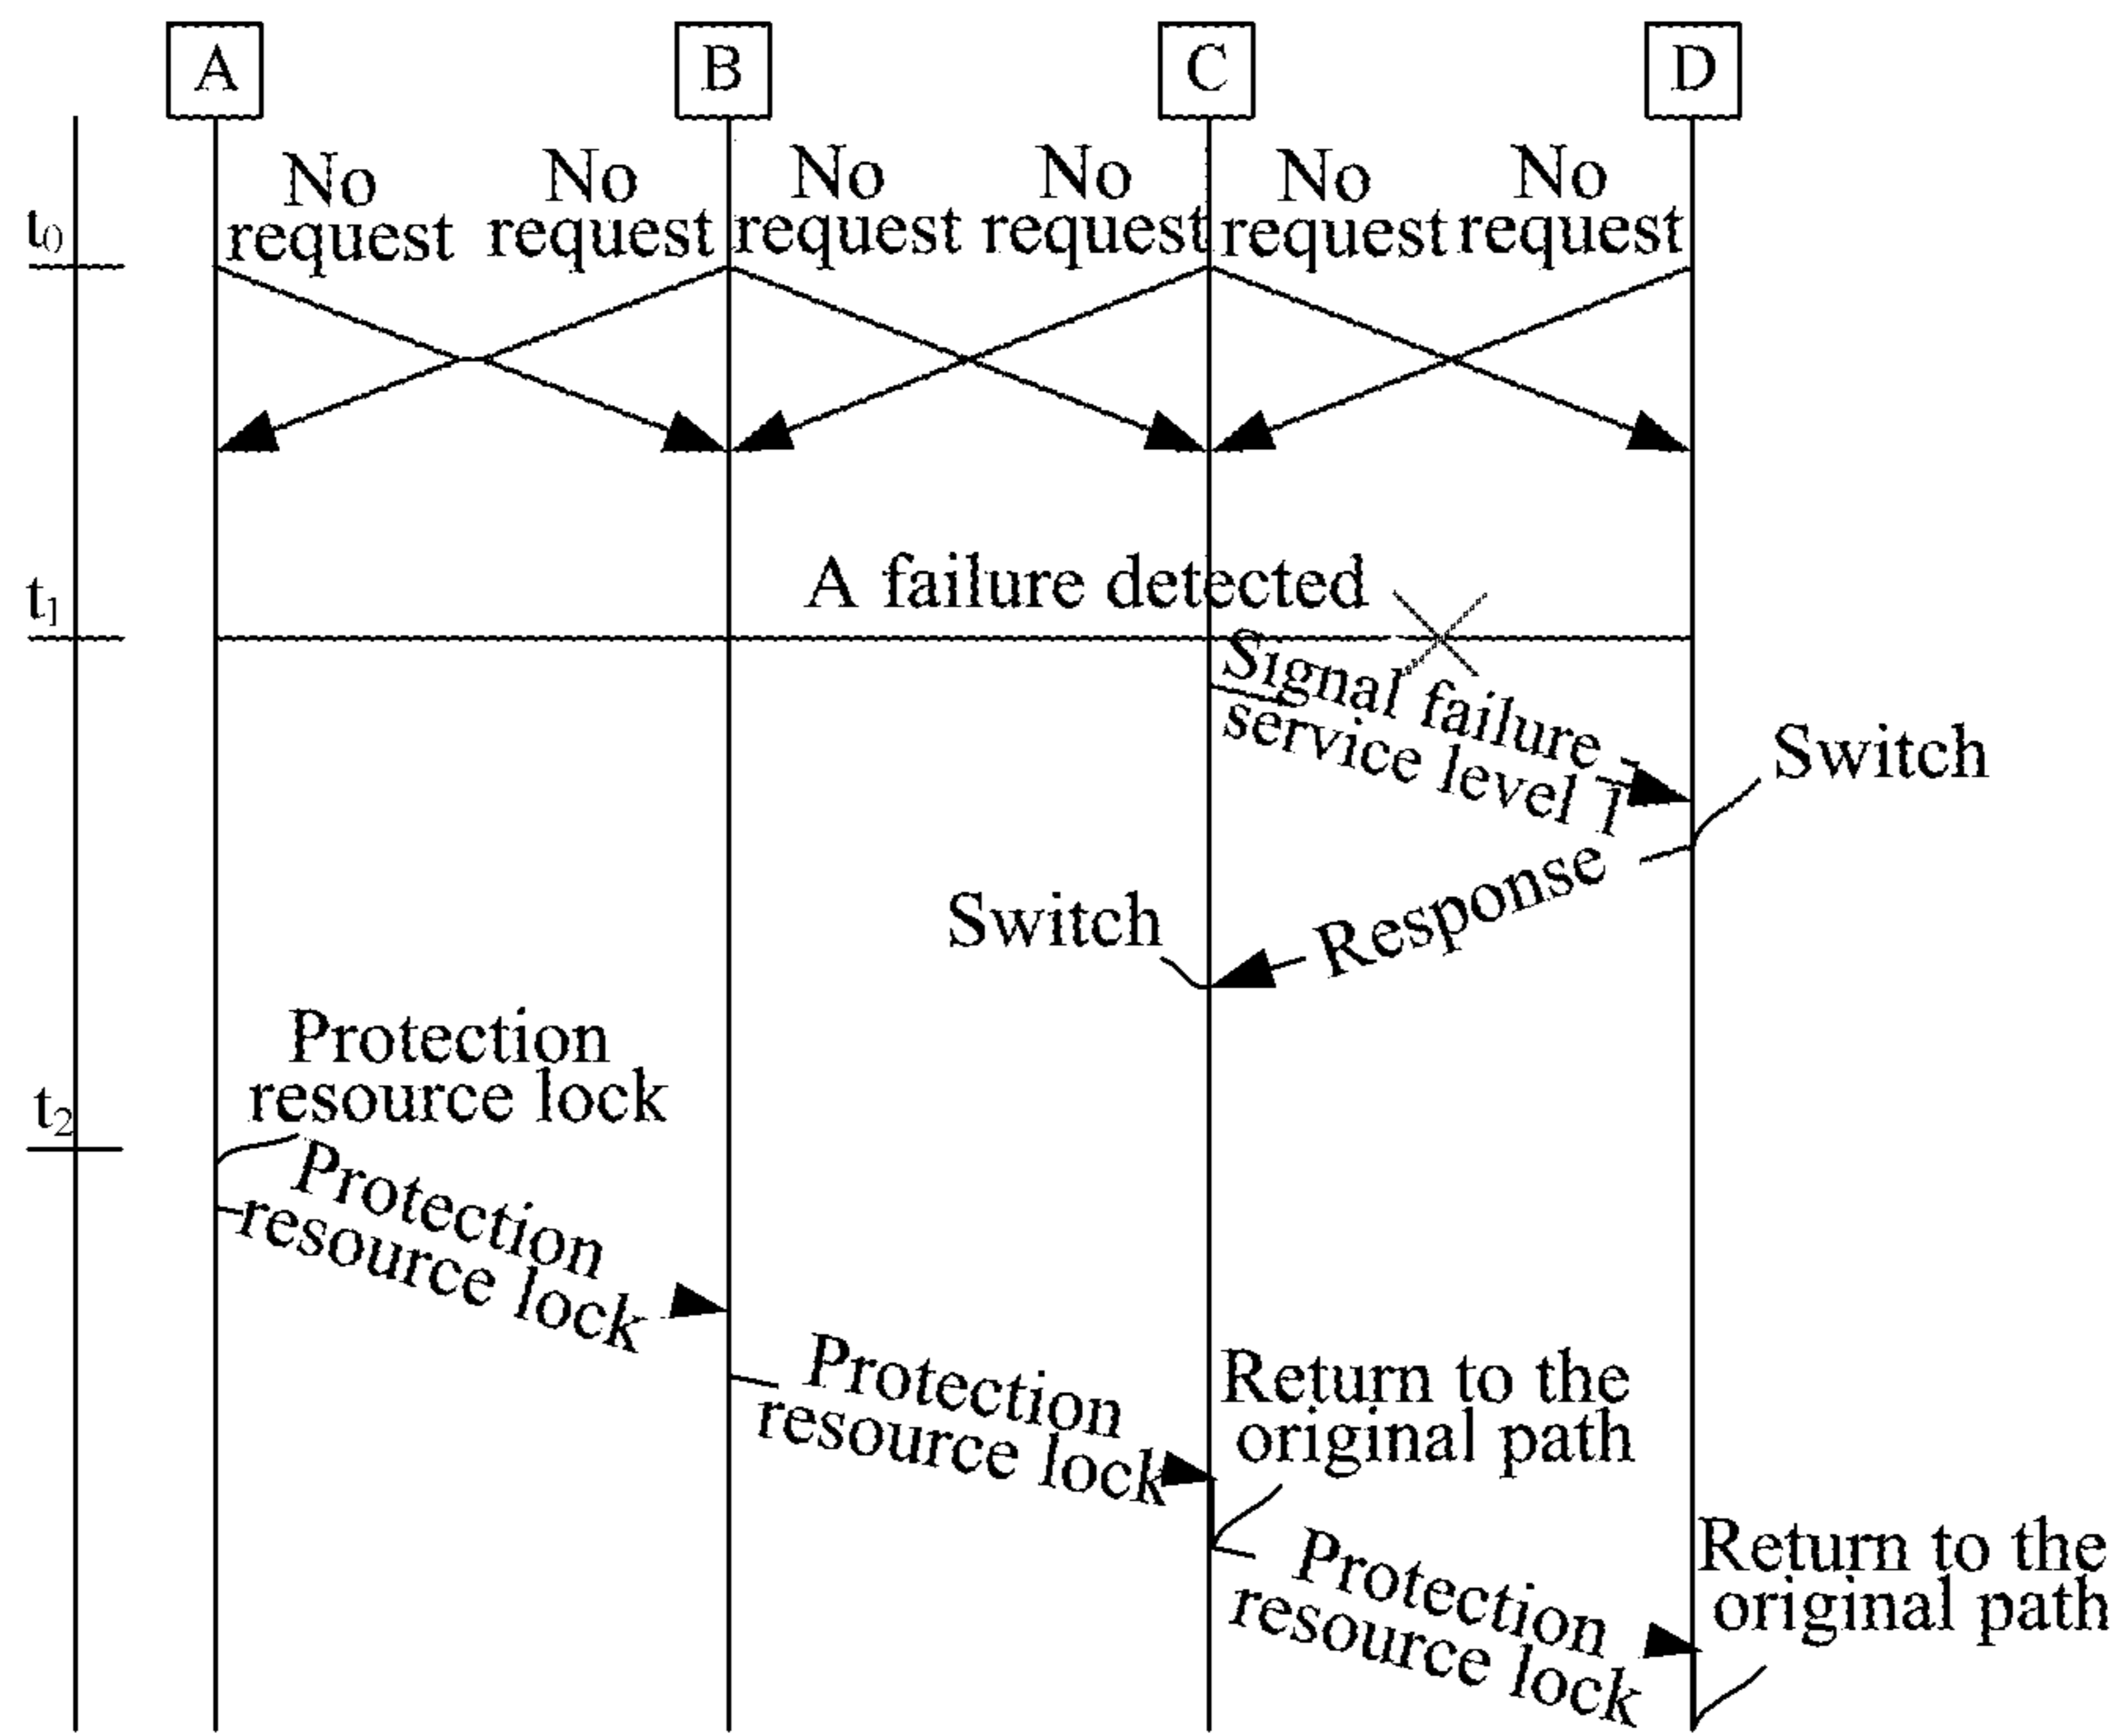 A
B
C
D
No
request
No
request
No
request
No
request
No
request
No
request
t0
A failure detected
t1
Signal failure -
service level 1
Switch
Response
Switch
Protection
resource lock
t2
Protection
resource lock
Protection
resource lock
Return to the
original path
Protection
resource lock
Return to the
original path